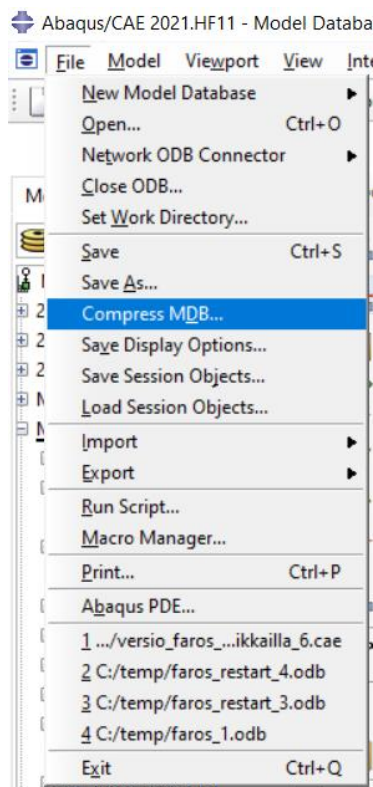 Abaqus/CAE 2021.HF11 - Model Databa
File Model Viewport View Inte
New Model Database
Open... Ctrl+O
Network ODB Connector
Close ODB...
Set Work Directory...
Save Ctrl+S
Save As...
Compress MDB...
Save Display Options...
Save Session Objects...
Load Session Objects...
Import
Export
Run Script...
Macro Manager...
Print... Ctrl+P
Abaqus PDE...
1 .../versio_faros_...ikkailla_6.cae
2 C:/temp/faros_restart_4.odb
3 C:/temp/faros_restart_3.odb
4 C:/temp/faros_1.odb
Exit Ctrl+Q